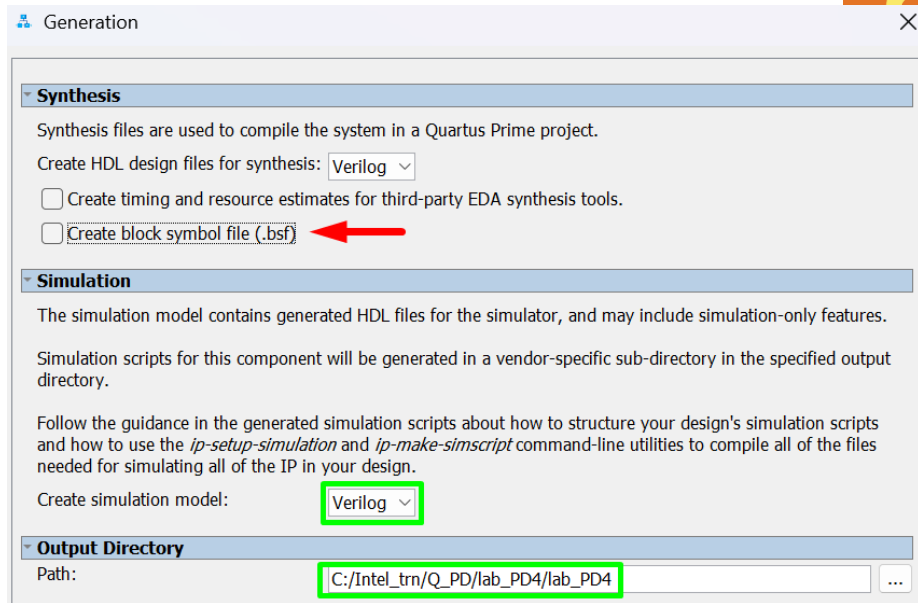 Generation
Synthesis
Synthesis files are used to compile the system in a Quartus Prime project.
Create HDL design files for synthesis: Verilog
Create timing and resource estimates for third-party EDA synthesis tools.
Create block symbol file (.bsf)
Simulation
The simulation model contains generated HDL files for the simulator, and may include simulation-only features.
Simulation scripts for this component will be generated in a vendor-specific sub-directory in the specified output
directory.
Follow the guidance in the generated simulation scripts about how to structure your design's simulation scripts
and how to use the ip-setup-simulation and ip-make-simscript command-line utilities to compile all of the files
needed for simulating all of the IP in your design.
Create simulation model: Verilog
Output Directory
Path: C:/Intel_trn/Q_PD/lab_PD4/lab_PD4 ...